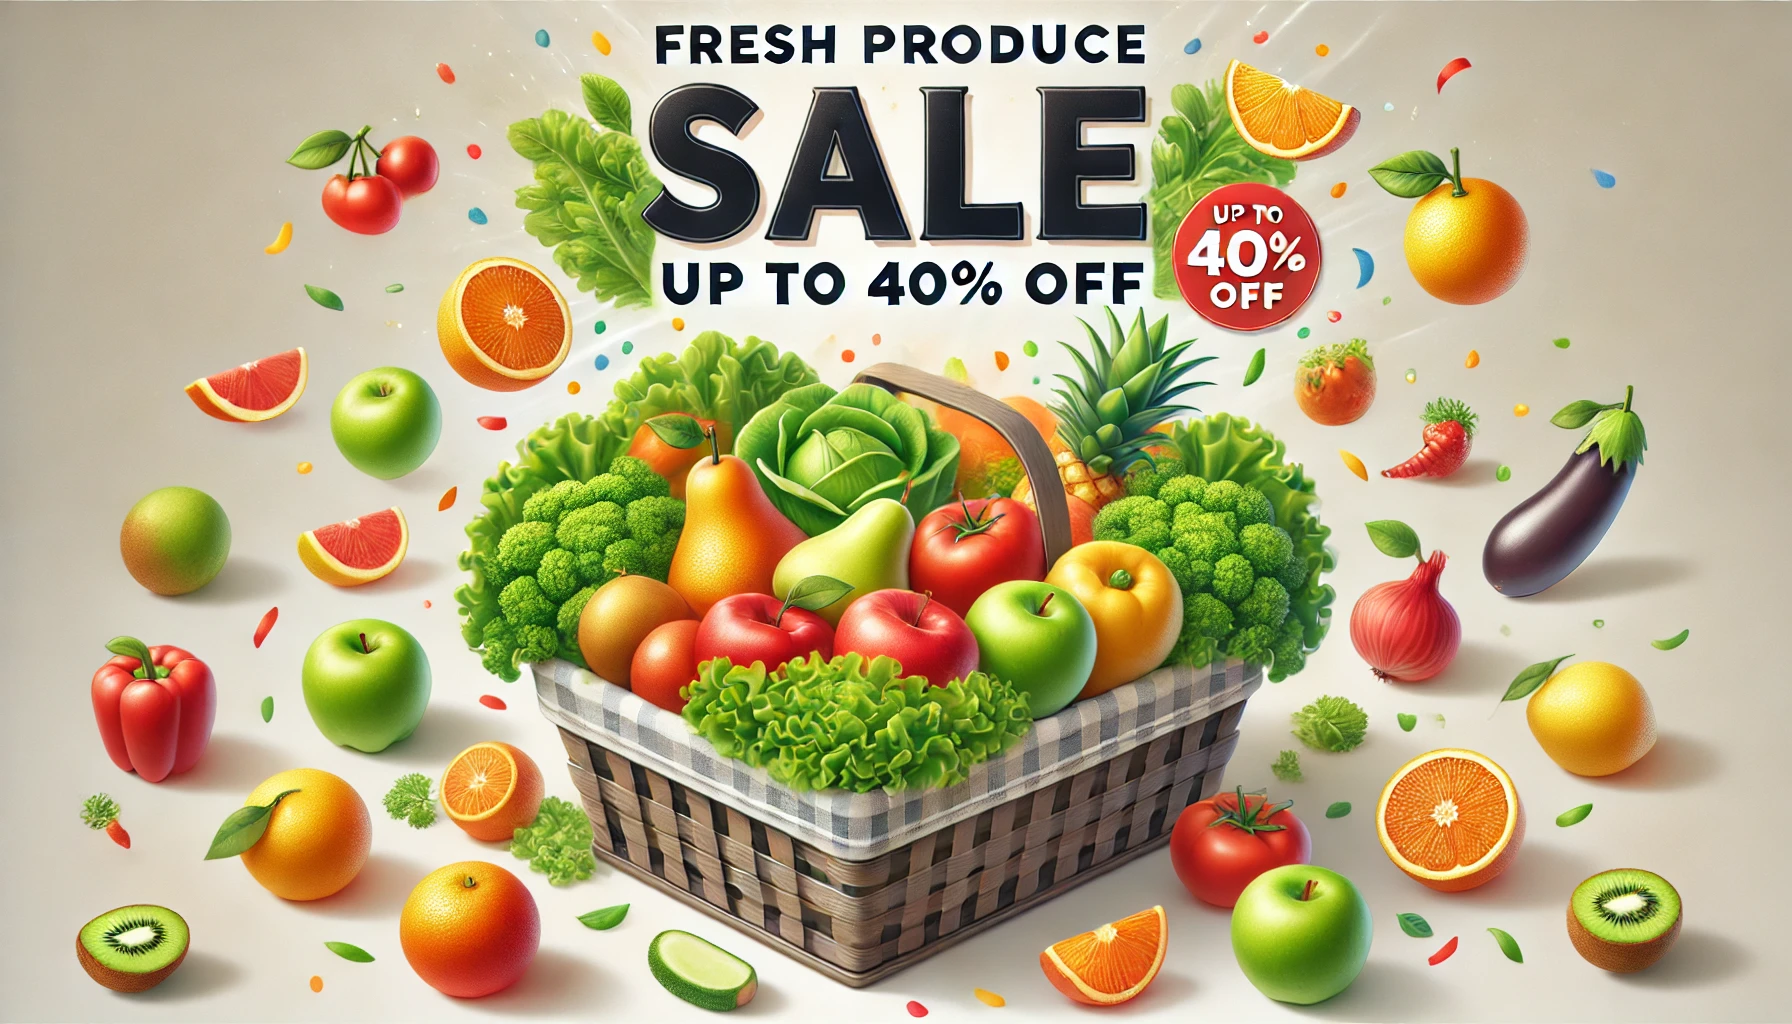 FRESH PRODUCE
SALE
UP TO 40% OFF
UP TO
40%
OFF